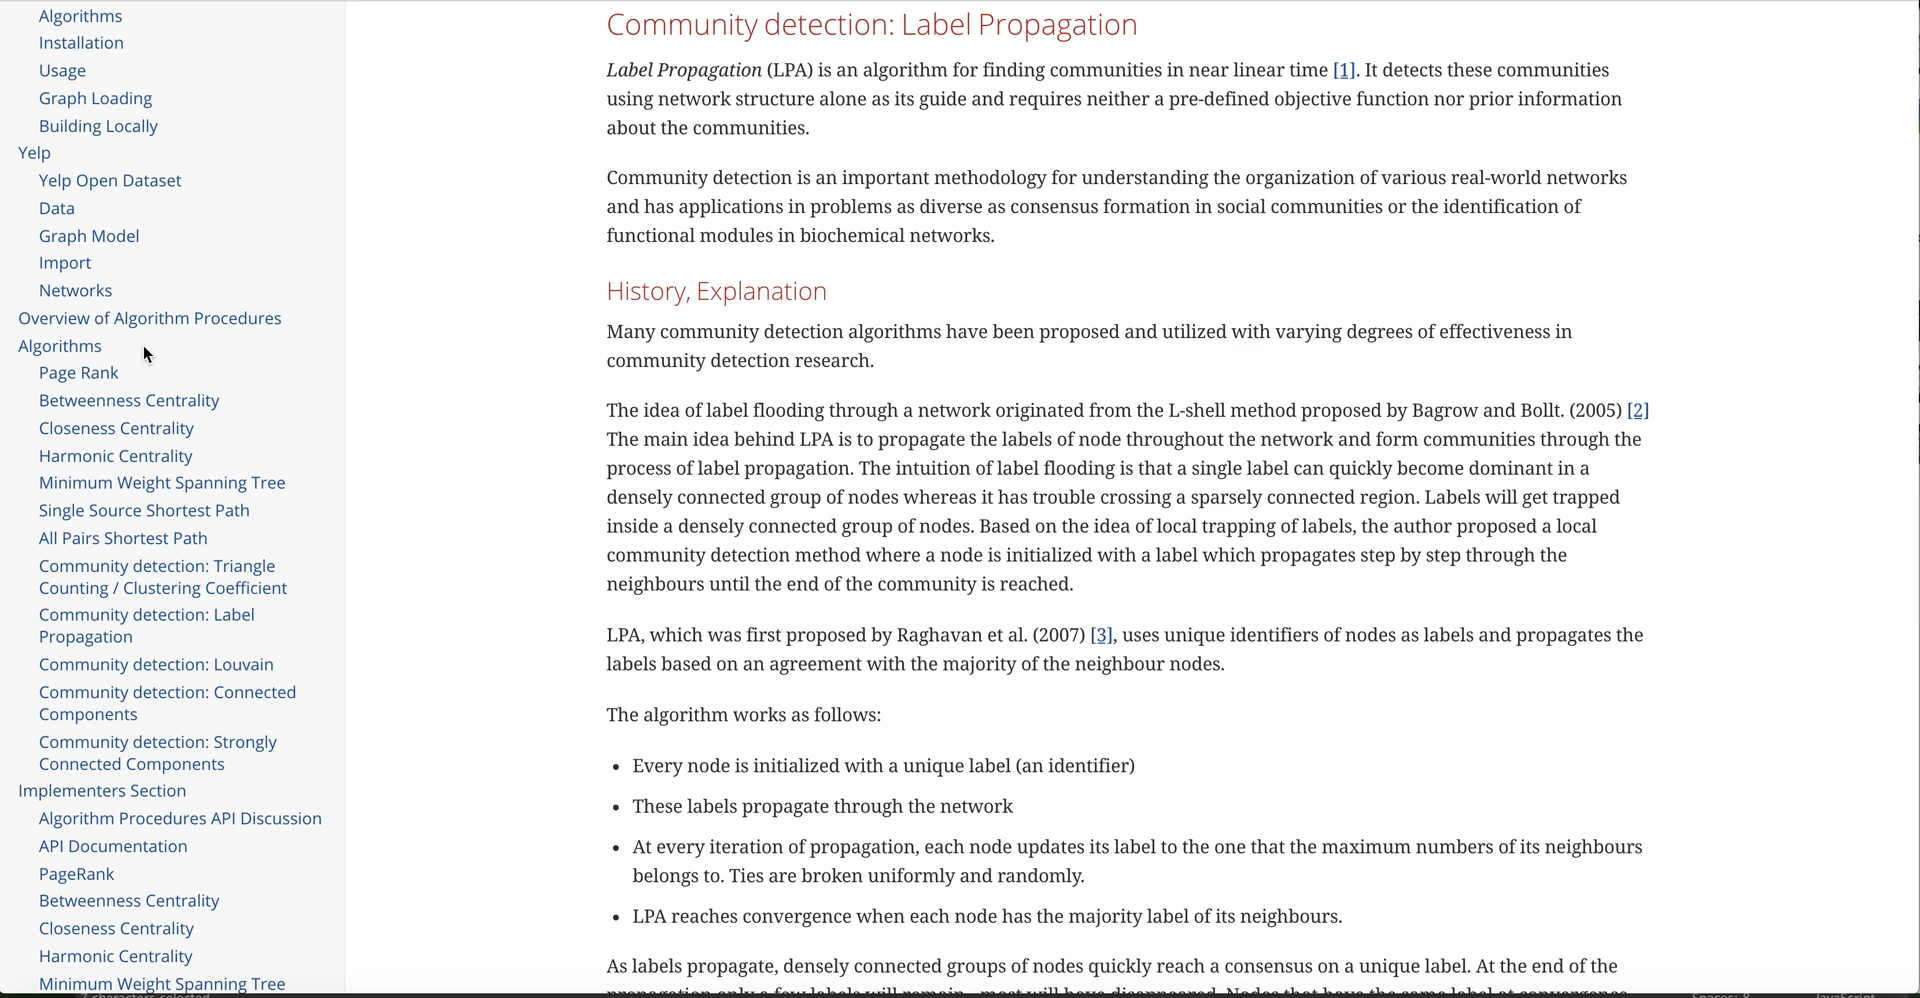 Algorithms
Installation
Usage
Graph Loading
Building Locally
Yelp
Yelp Open Dataset
Data
Graph Model
Import
Networks
Overview of Algorithm Procedures
Algorithms
Page Rank
Betweenness Centrality
Closeness Centrality
Harmonic Centrality
Minimum Weight Spanning Tree
Single Source Shortest Path
All Pairs Shortest Path
Community detection: Triangle
Counting / Clustering Coefficient
Community detection: Label
Propagation
Community detection: Louvain
Community detection: Connected
Components
Community detection: Strongly
Connected Components
Implementers Section
Algorithm Procedures API Discussion
API Documentation
PageRank
Betweenness Centrality
Closeness Centrality
Harmonic Centrality
Minimum Weight Spanning Tree
Community detection: Label Propagation
Label Propagation (LPA) is an algorithm for finding communities in near linear time [1]. It detects these communities
using network structure alone as its guide and requires neither a pre-defined objective function nor prior information
about the communities.
Community detection is an important methodology for understanding the organization of various real-world networks
and has applications in problems as diverse as consensus formation in social communities or the identification of
functional modules in biochemical networks.
History, Explanation
Many community detection algorithms have been proposed and utilized with varying degrees of effectiveness in
community detection research.
The idea of label flooding through a network originated from the L-shell method proposed by Bagrow and Bollt. (2005) [2]
The main idea behind LPA is to propagate the labels of node throughout the network and form communities through the
process of label propagation. The intuition of label flooding is that a single label can quickly become dominant in a
densely connected group of nodes whereas it has trouble crossing a sparsely connected region. Labels will get trapped
inside a densely connected group of nodes. Based on the idea of local trapping of labels, the author proposed a local
community detection method where a node is initialized with a label which propagates step by step through the
neighbours until the end of the community is reached.
LPA, which was first proposed by Raghavan et al. (2007) [3], uses unique identifiers of nodes as labels and propagates the
labels based on an agreement with the majority of the neighbour nodes.
The algorithm works as follows:
• Every node is initialized with a unique label (an identifier)
• These labels propagate through the network
• At every iteration of propagation, each node updates its label to the one that the maximum numbers of its neighbours
belongs to. Ties are broken uniformly and randomly.
• LPA reaches convergence when each node has the majority label of its neighbours.
As labels propagate, densely connected groups of nodes quickly reach a consensus on a unique label. At the end of the
propagation only a few labels will remain - most will have disappeared. Nodes that have the same label at convergence